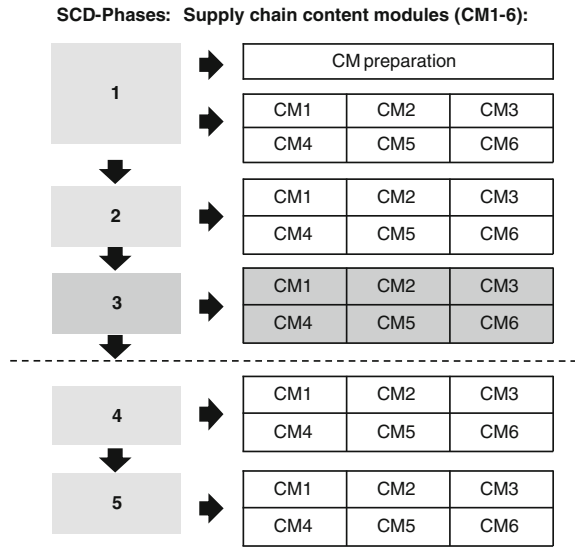 SCD-Phases: Supply chain content modules (CM1-6):
CM preparation
1
CM1 CM2 CM3
CM4 CM5 CM6
2
CM1 CM2 CM3
CM4 CM5 CM6
3
CM1 CM2 CM3
CM4 CM5 CM6
4
CM1 CM2 CM3
CM4 CM5 CM6
5
CM1 CM2 CM3
CM4 CM5 CM6